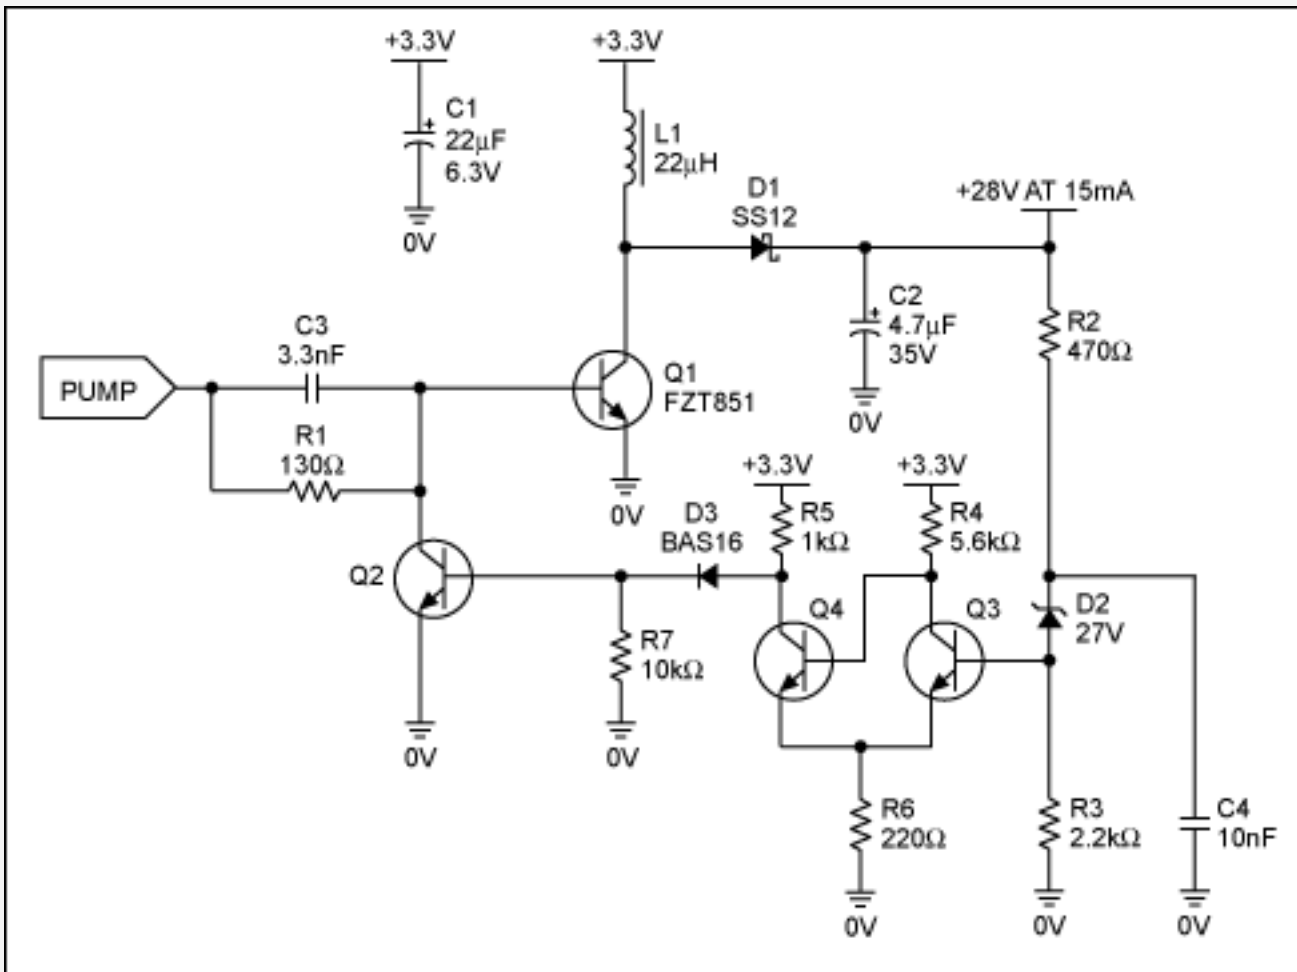 +3.3V
+3.3V
C1
22µF
6.3V
0V
L1
22µH
D1
SS12
+28V AT 15mA
C2
4.7µF
35V
0V
R2
470Ω
C3
3.3nF
PUMP
R1
130Ω
Q1
FZT851
0V
+3.3V
+3.3V
R5
1kΩ
R4
5.6kΩ
D3
BAS16
Q2
Q4
Q3
D2
27V
R7
10kΩ
0V
0V
R6
220Ω
0V
R3
2.2kΩ
0V
C4
10nF
0V